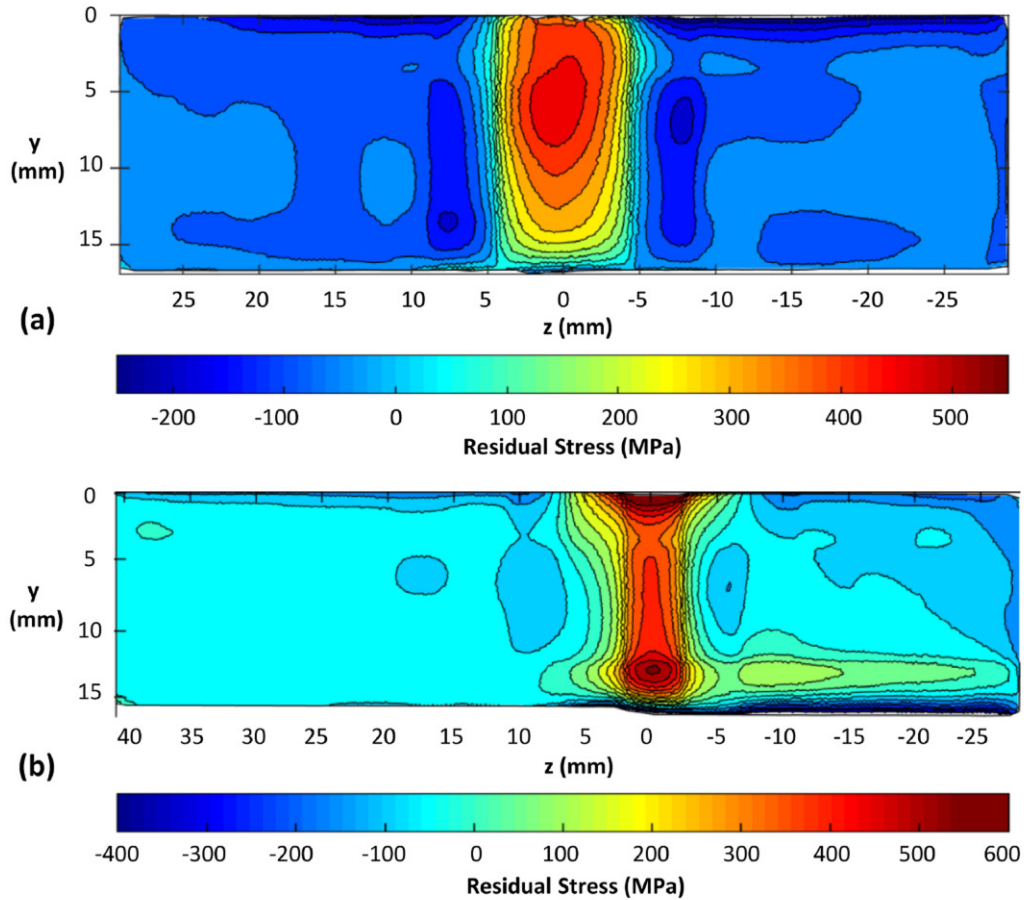 0
5
10
15
y
(mm)
25 20 15 10 5 0 -5 -10 -15 -20 -25
z (mm)
(a)
-200 -100 0 100 200 300 400 500
Residual Stress (MPa)
0
5
10
15
y
(mm)
40 35 30 25 20 15 10 5 0 -5 -10 -15 -20 -25
z (mm)
(b)
-400 -300 -200 -100 0 100 200 300 400 500 600
Residual Stress (MPa)